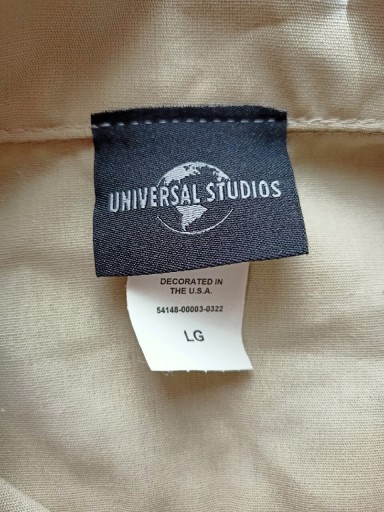 UNIVERSAL STUDIOS
DECORATED IN
THE U.S.A.
54148-00003-0322
LG